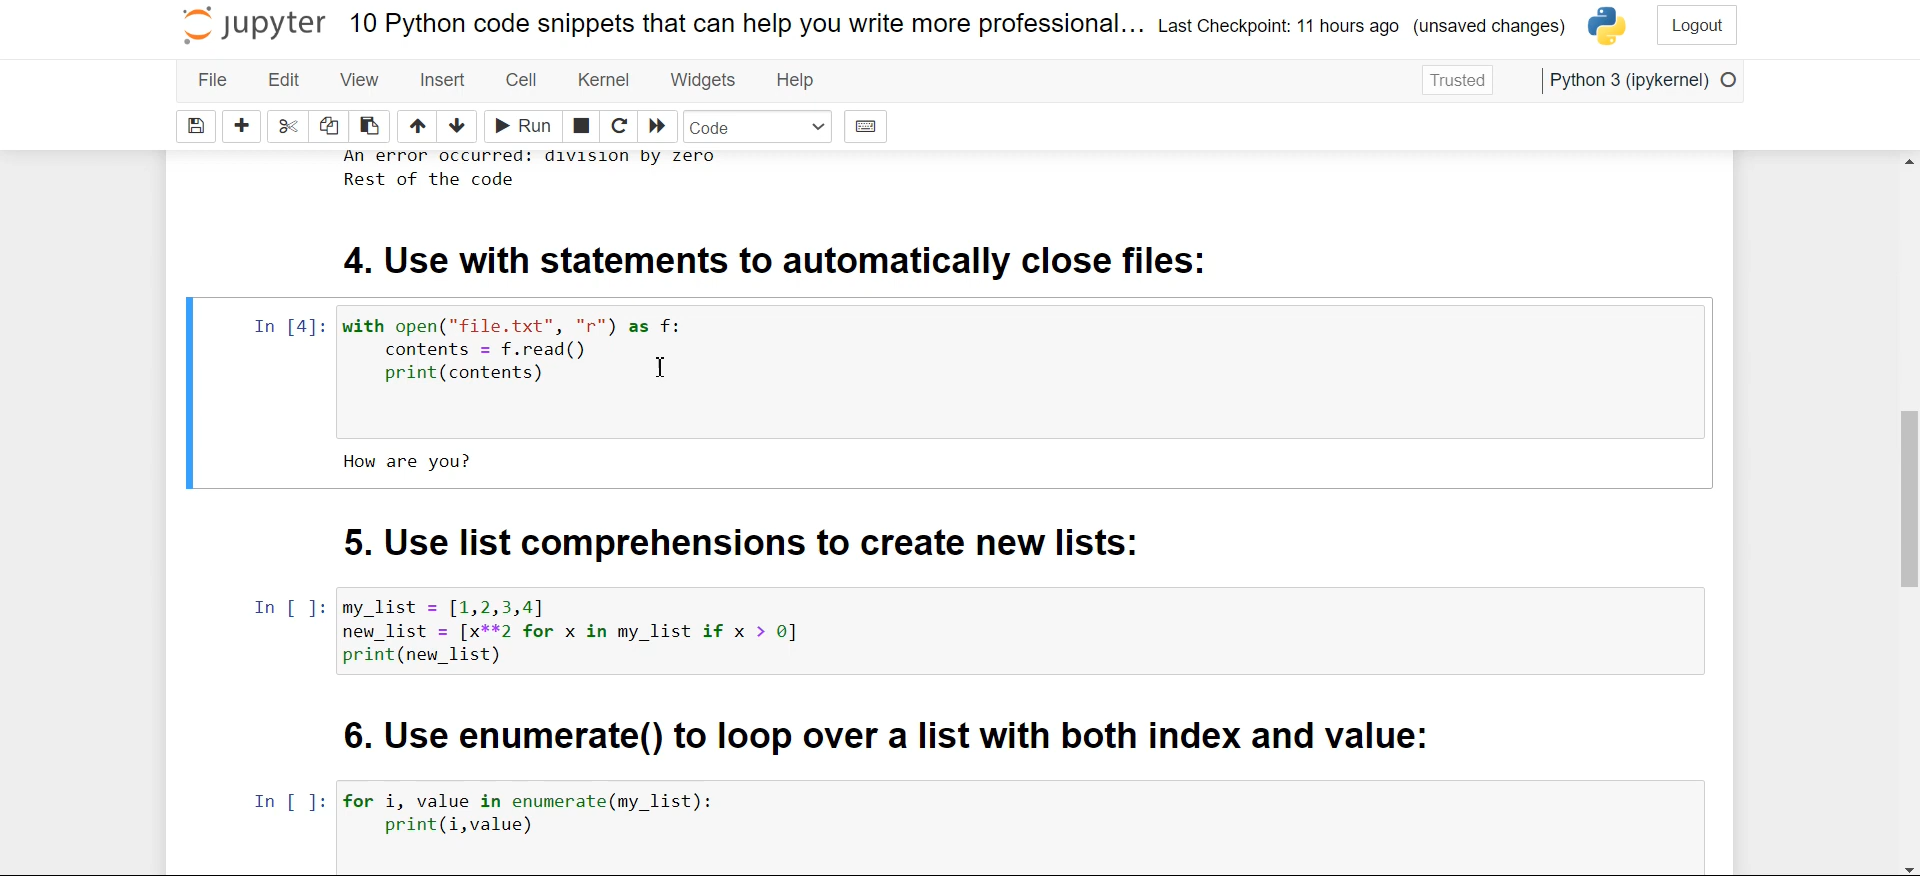 jupyter 10 Python code snippets that can help you write more professional... Last Checkpoint: 11 hours ago (unsaved changes) Logout
File Edit View Insert Cell Kernel Widgets Help Trusted Python 3 (ipykernel)
Run Code
An error occurred: division by zero
Rest of the code
4. Use with statements to automatically close files:
In [4]: with open("file.txt", "r") as f:
contents = f.read()
print(contents)
How are you?
5. Use list comprehensions to create new lists:
In [ ]: my_list = [1,2,3,4]
new_list = [x**2 for x in my_list if x > 0]
print(new_list)
6. Use enumerate() to loop over a list with both index and value:
In [ ]: for i, value in enumerate(my_list):
print(i,value)